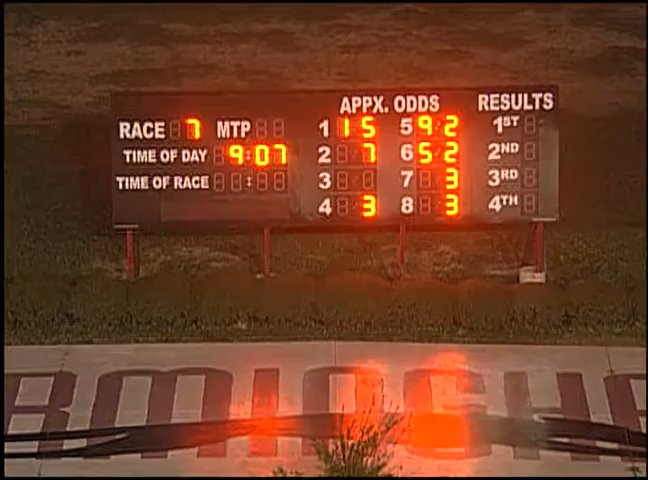 APPX. ODDS RESULTS
RACE 7 MTP 1 15 5 9-2 1ST
TIME OF DAY 9:07 2 7 6 5-2 2ND
TIME OF RACE : 3 7 3 3RD
4 3 8 3 4TH
RMINGHA